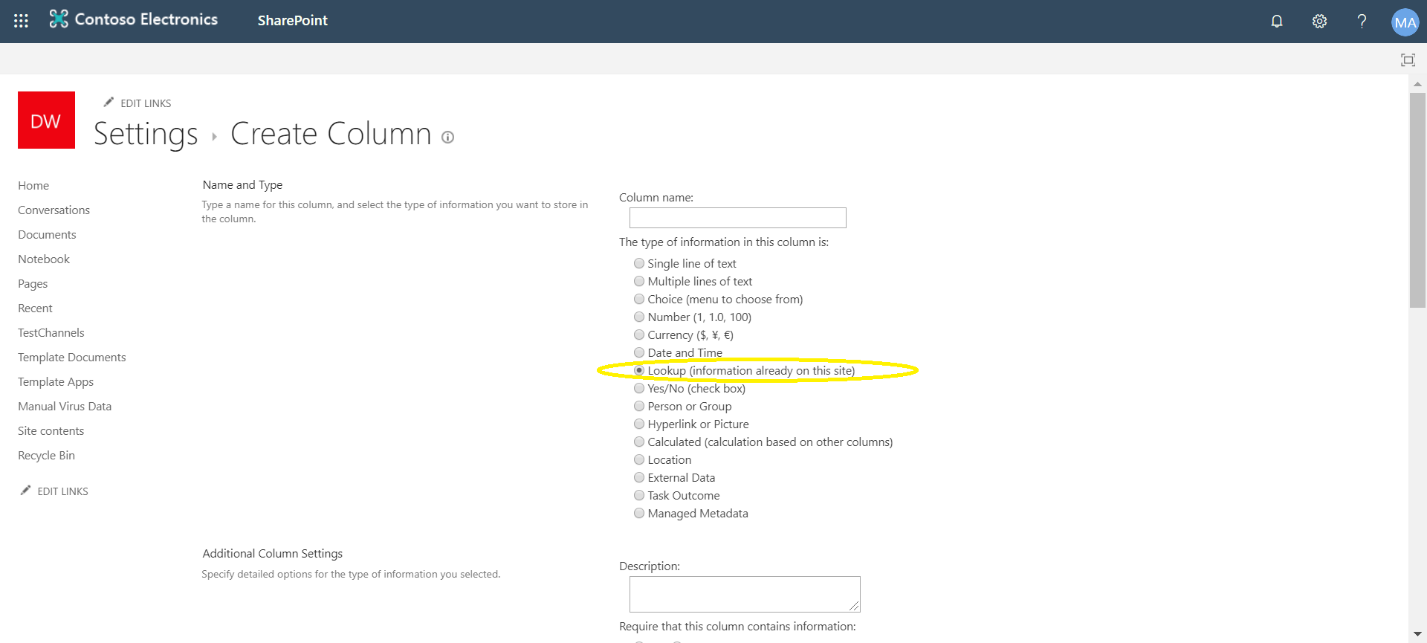 Contoso Electronics
SharePoint
?
MA
DW
EDIT LINKS
Settings
Create Column
Home
Conversations
Documents
Notebook
Pages
Recent
TestChannels
Template Documents
Template Apps
Manual Virus Data
Site contents
Recycle Bin
EDIT LINKS
Name and Type
Type a name for this column, and select the type of information you want to store in
the column.
Column name:
The type of information in this column is:
Single line of text
Multiple lines of text
Choice (menu to choose from)
Number (1, 1.0, 100)
Currency ($, ¥, €)
Date and Time
Lookup (information already on this site)
Yes/No (check box)
Person or Group
Hyperlink or Picture
Calculated (calculation based on other columns)
Location
External Data
Task Outcome
Managed Metadata
Additional Column Settings
Specify detailed options for the type of information you selected.
Description:
Require that this column contains information: